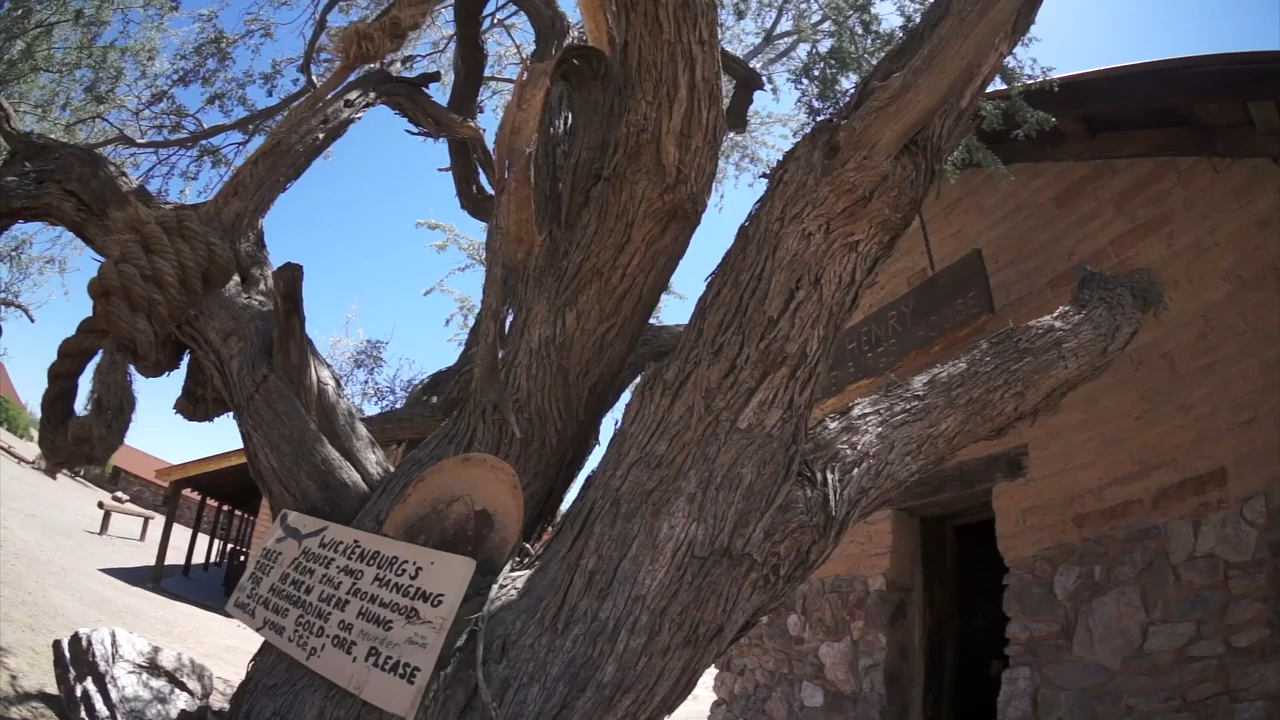 WICKENBURG'S
HOUSE-AND HANGING
TREE. FROM THIS IRONWOOD
TREE 18 MEN WERE HUNG
FOR HIGHGRADING OR Murder
STEALING GOLD-ORE, PLEASE
WATCH YOUR STEP!
HENRY
HOUSE